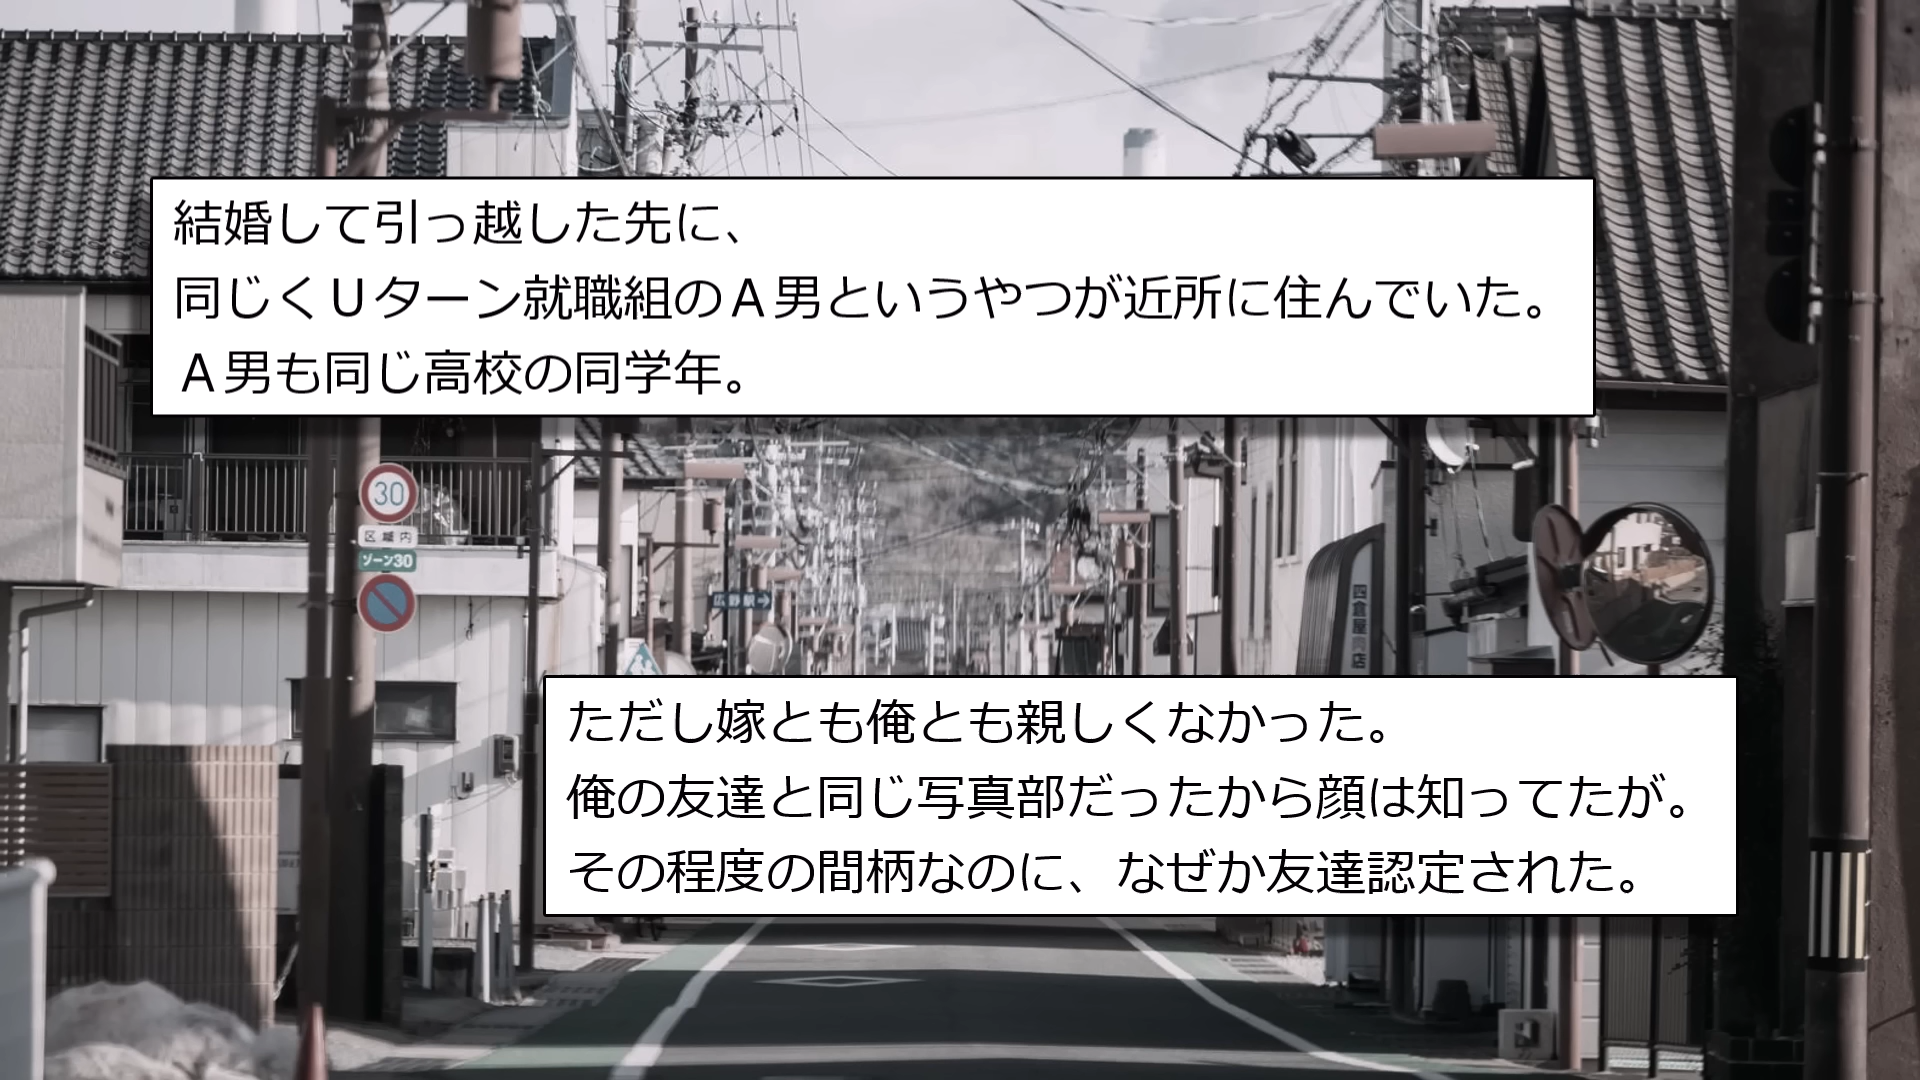 結婚して引っ越した先に、
同じくＵターン就職組のＡ男というやつが近所に住んでいた。
Ａ男も同じ高校の同学年。
30
区域内
ゾーン30
広野駅→
ただし嫁とも俺とも親しくなかった。
俺の友達と同じ写真部だったから顔は知ってたが。
その程度の間柄なのに、なぜか友達認定された。